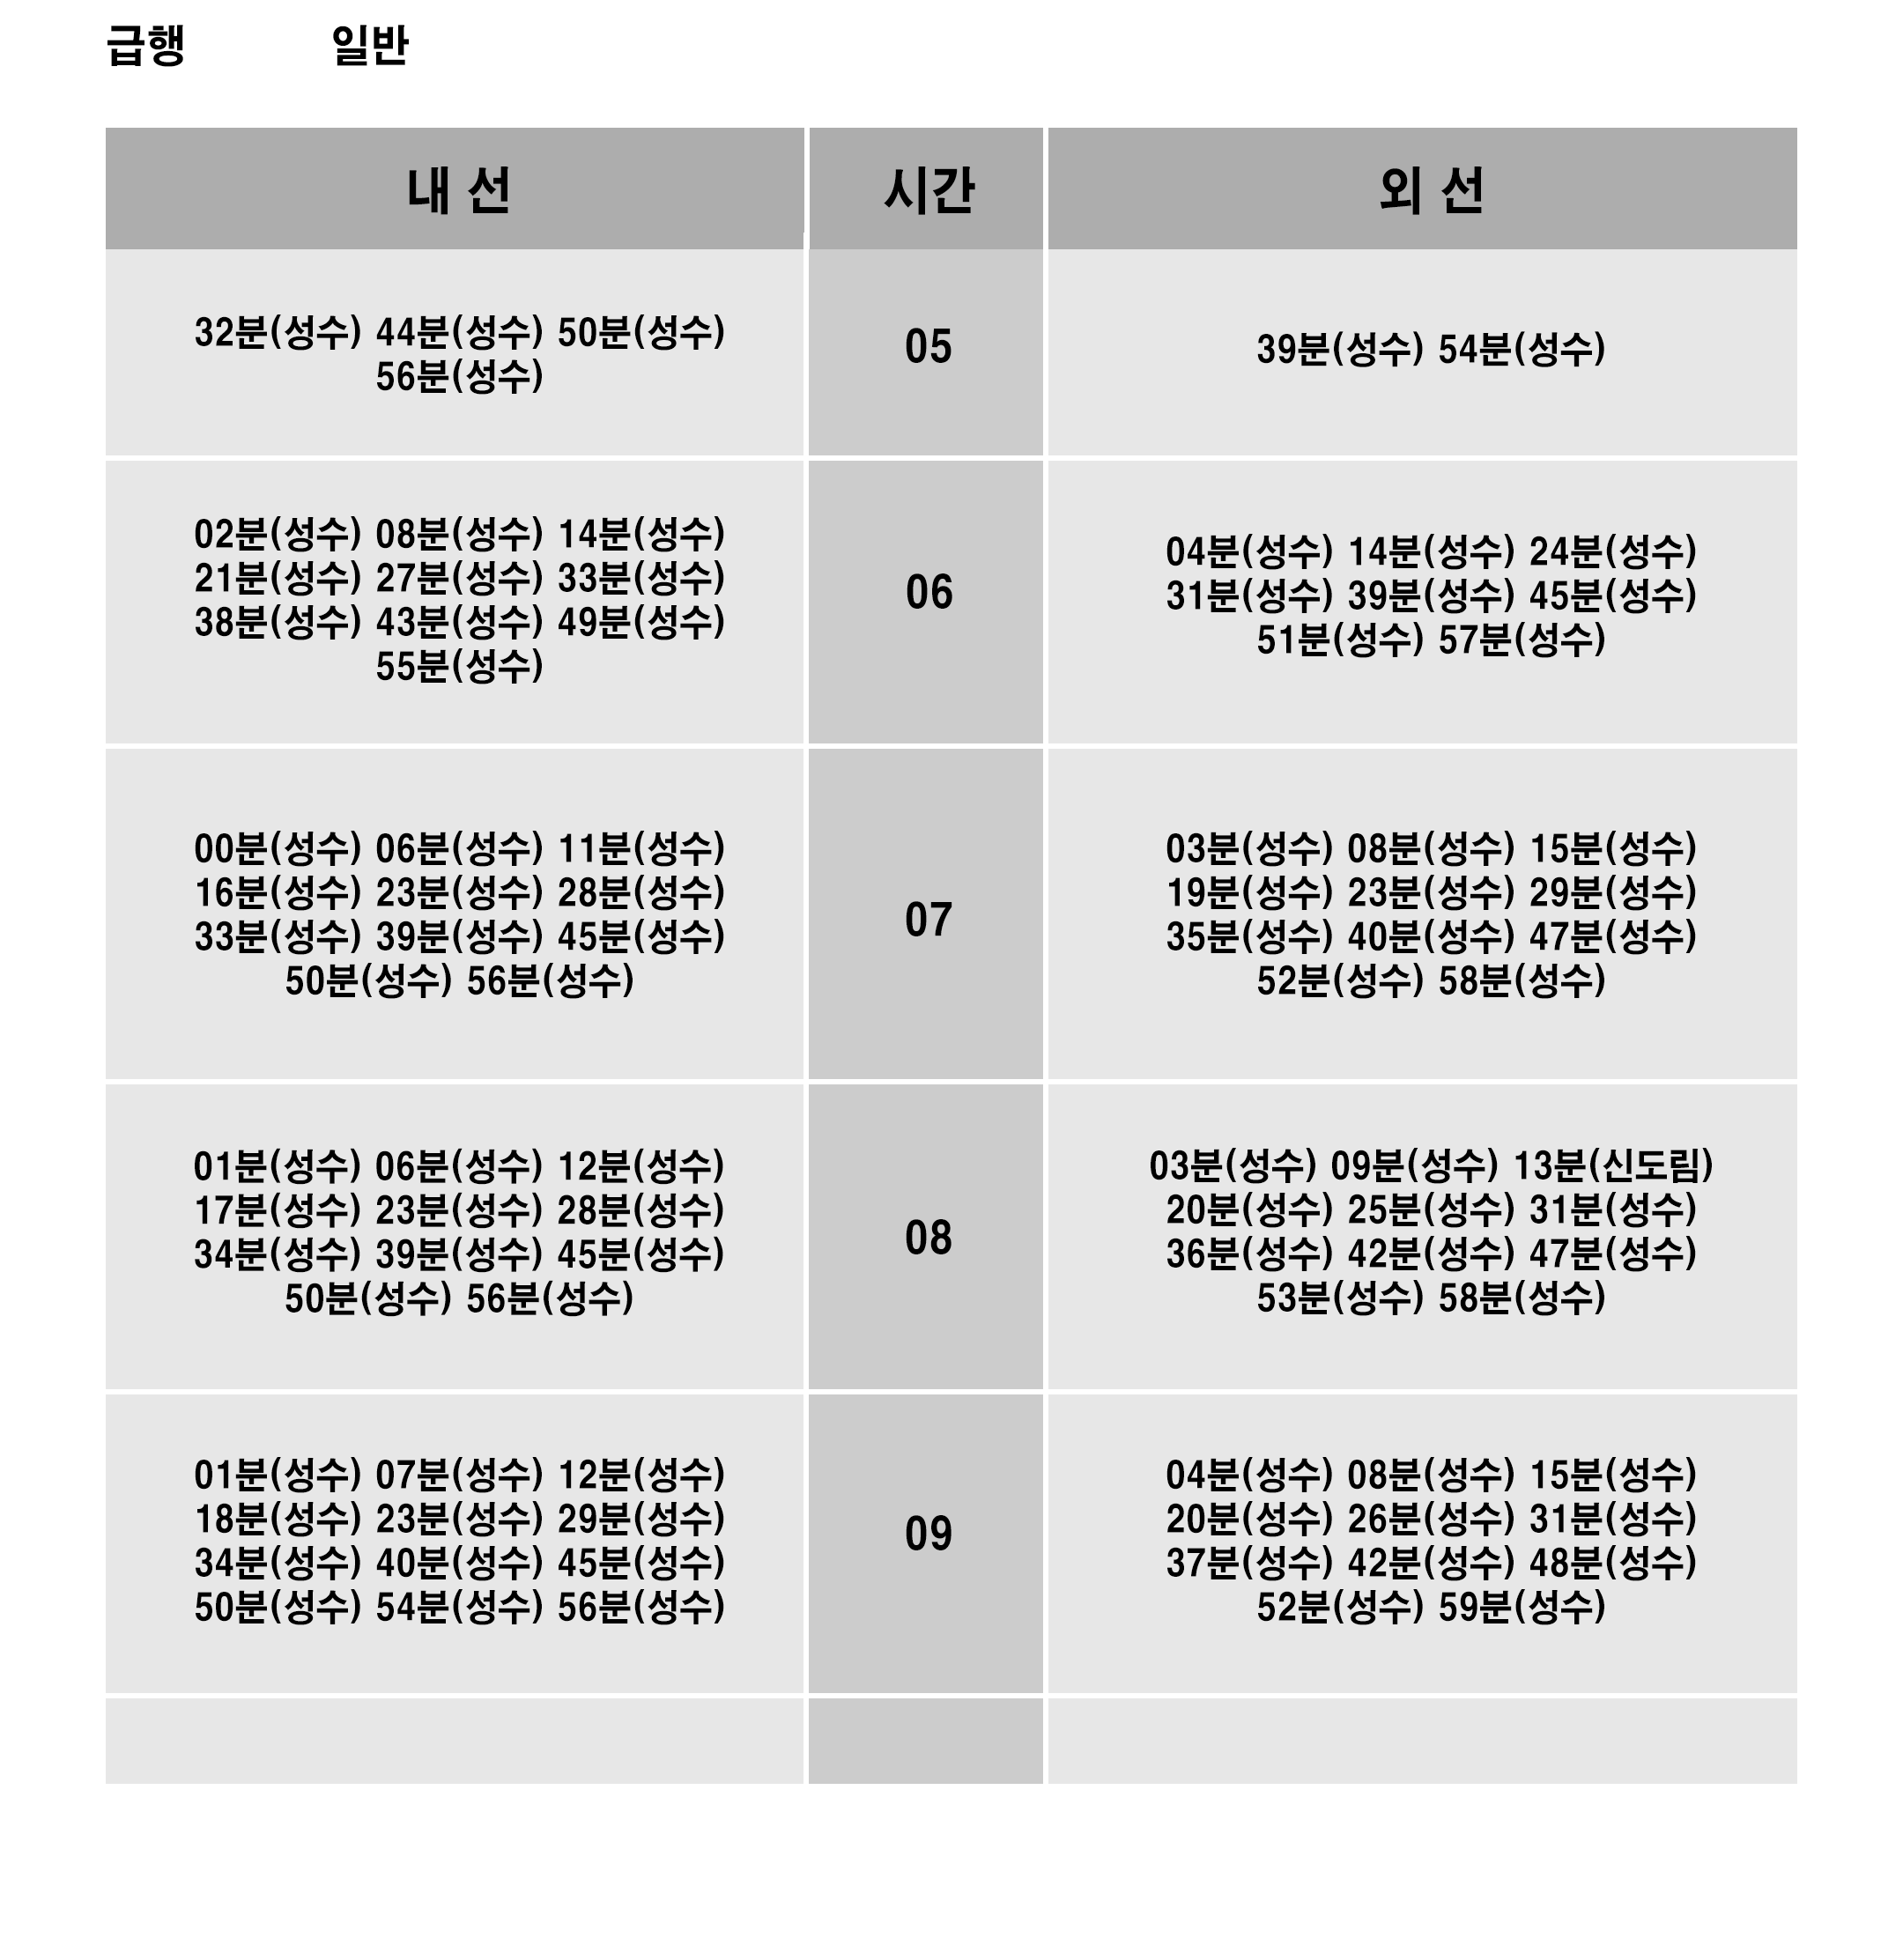 급행 일반
내 선 시간 외 선
32분(성수) 44분(성수) 50분(성수)
56분(성수)
05
39분(성수) 54분(성수)
02분(성수) 08분(성수) 14분(성수)
21분(성수) 27분(성수) 33분(성수)
38분(성수) 43분(성수) 49분(성수)
55분(성수)
06
04분(성수) 14분(성수) 24분(성수)
31분(성수) 39분(성수) 45분(성수)
51분(성수) 57분(성수)
00분(성수) 06분(성수) 11분(성수)
16분(성수) 23분(성수) 28분(성수)
33분(성수) 39분(성수) 45분(성수)
50분(성수) 56분(성수)
07
03분(성수) 08분(성수) 15분(성수)
19분(성수) 23분(성수) 29분(성수)
35분(성수) 40분(성수) 47분(성수)
52분(성수) 58분(성수)
01분(성수) 06분(성수) 12분(성수)
17분(성수) 23분(성수) 28분(성수)
34분(성수) 39분(성수) 45분(성수)
50분(성수) 56분(성수)
08
03분(성수) 09분(성수) 13분(신도림)
20분(성수) 25분(성수) 31분(성수)
36분(성수) 42분(성수) 47분(성수)
53분(성수) 58분(성수)
01분(성수) 07분(성수) 12분(성수)
18분(성수) 23분(성수) 29분(성수)
34분(성수) 40분(성수) 45분(성수)
50분(성수) 54분(성수) 56분(성수)
09
04분(성수) 08분(성수) 15분(성수)
20분(성수) 26분(성수) 31분(성수)
37분(성수) 42분(성수) 48분(성수)
52분(성수) 59분(성수)